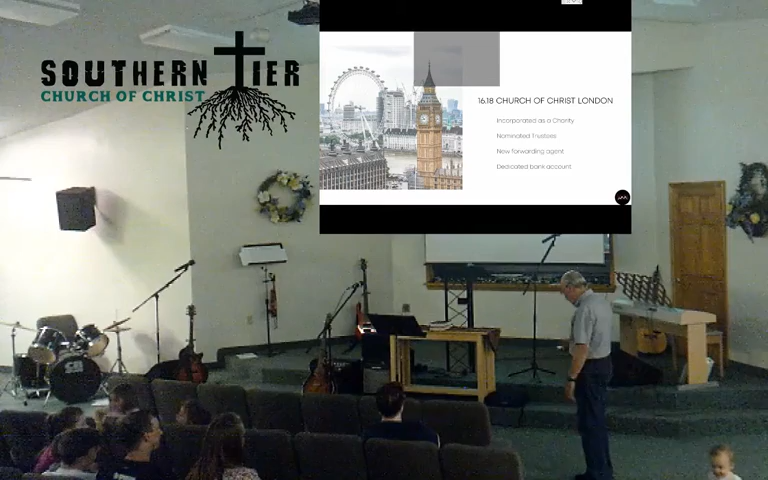 SOUTHERN TIER
CHURCH OF CHRIST
16.18 CHURCH OF CHRIST LONDON
Incorporated as a Charity
Nominated Trustees
New forwarding agent
Dedicated bank account